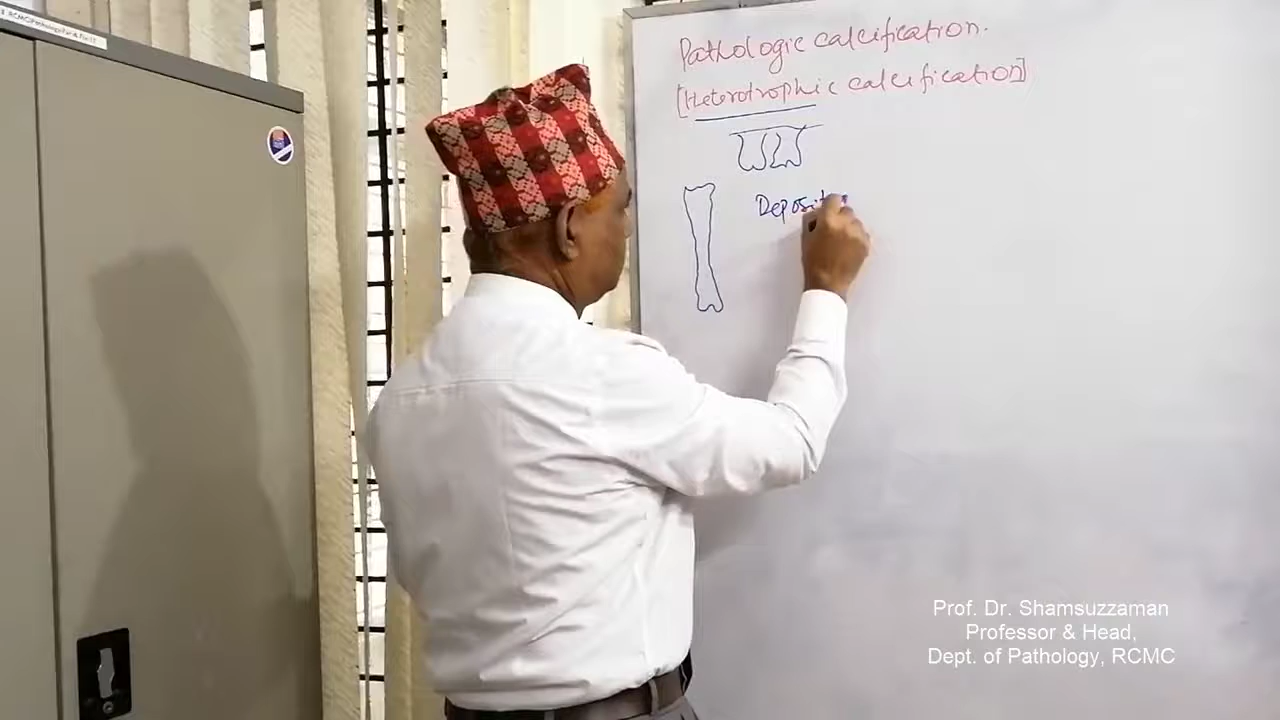 Pathologic calcification.
[Heterotrophic calcification]
Deposit
Prof. Dr. Shamsuzzaman
Professor & Head,
Dept. of Pathology, RCMC